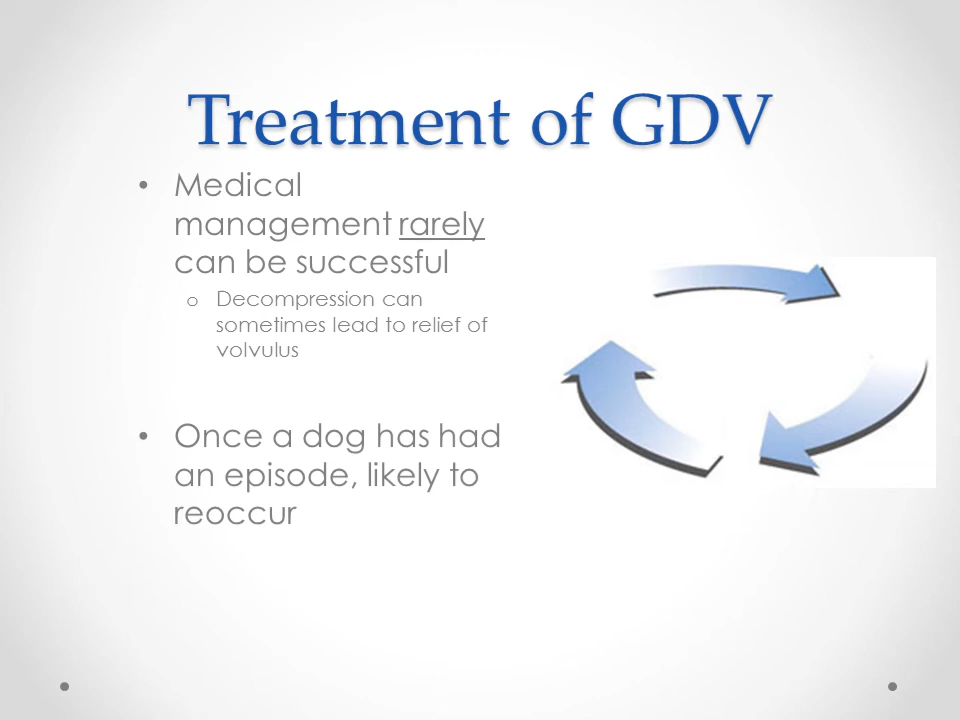 Treatment of GDV
• Medical
management rarely
can be successful
o Decompression can
sometimes lead to relief of
volvulus
• Once a dog has had
an episode, likely to
reoccur